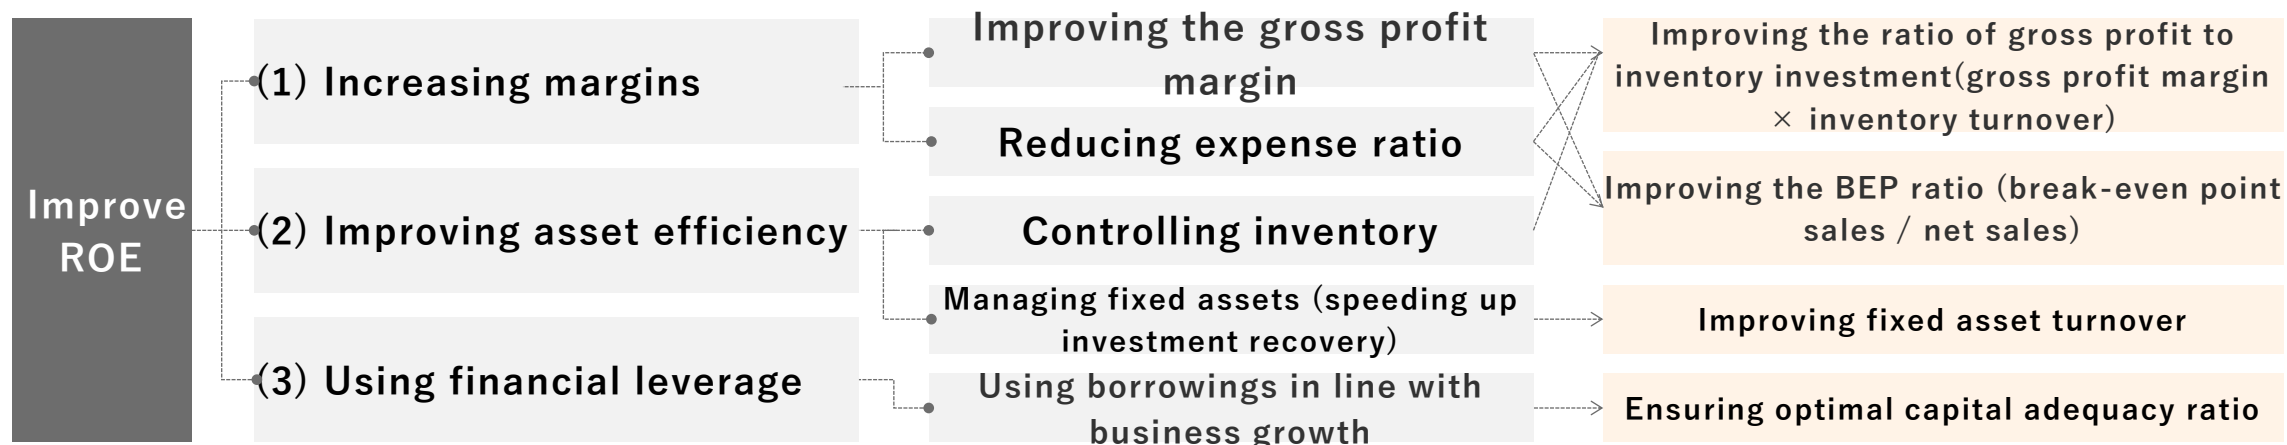 Improve
ROE
(1) Increasing margins
(2) Improving asset efficiency
(3) Using financial leverage
Improving the gross profit
margin
Reducing expense ratio
Controlling inventory
Managing fixed assets (speeding up
investment recovery)
Using borrowings in line with
business growth
Improving the ratio of gross profit to
inventory investment(gross profit margin
× inventory turnover)
Improving the BEP ratio (break-even point
sales / net sales)
Improving fixed asset turnover
Ensuring optimal capital adequacy ratio